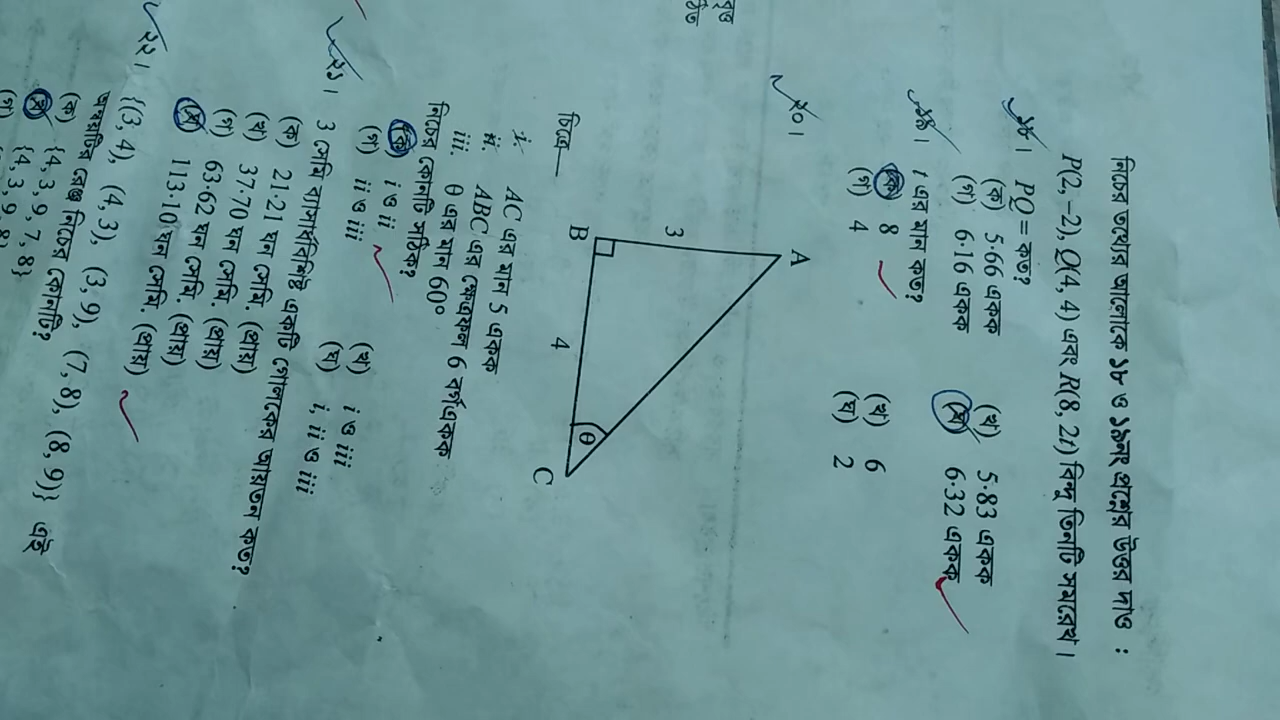 বৃত্ত
নিচের তথ্যের আলোকে ১৮ ও ১৯নং প্রশ্নের উত্তর দাও :
P(2, –2), Q(4, 4) এবং R(8, 2t) বিন্দু তিনটি সমরেখ।
১৮। PQ = কত?
(ক) 5·66 একক (খ) 5·83 একক
(গ) 6·16 একক (ঘ) 6·32 একক
১৯। t এর মান কত?
(ক) 8 (খ) 6
(গ) 4 (ঘ) 2
২০।
A
3
B
4
θ
C
চিত্রে—
i. AC এর মান 5 একক
ii. ABC এর ক্ষেত্রফল 6 বর্গএকক
iii. θ এর মান 60°
নিচের কোনটি সঠিক?
(ক) i ও ii (খ) i ও iii
(গ) ii ও iii (ঘ) i, ii ও iii
২১। 3 সেমি ব্যাসার্ধবিশিষ্ট একটি গোলকের আয়তন কত?
(ক) 21·21 ঘন সেমি. (প্রায়)
(খ) 37·70 ঘন সেমি. (প্রায়)
(গ) 63·62 ঘন সেমি. (প্রায়)
(ঘ) 113·10 ঘন সেমি. (প্রায়)
২২। {(3, 4), (4, 3), (3, 9), (7, 8), (8, 9)} এই
অন্বয়টির রেঞ্জ নিচের কোনটি?
(ক) {4, 3, 9, 7, 8}
(খ) {4, 3, 9, 8}
(গ)